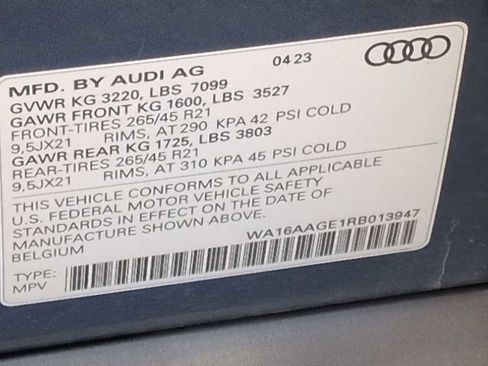 MFD. BY AUDI AG 04 23
GVWR KG 3220, LBS 7099
GAWR FRONT KG 1600, LBS 3527
FRONT-TIRES 265/45 R21
9,5JX21 RIMS, AT 290 KPA 42 PSI COLD
GAWR REAR KG 1725, LBS 3803
REAR-TIRES 265/45 R21
9,5JX21 RIMS, AT 310 KPA 45 PSI COLD
THIS VEHICLE CONFORMS TO ALL APPLICABLE
U.S. FEDERAL MOTOR VEHICLE SAFETY
STANDARDS IN EFFECT ON THE DATE OF
MANUFACTURE SHOWN ABOVE.
BELGIUM WA16AAGE1RB013947
TYPE:
MPV